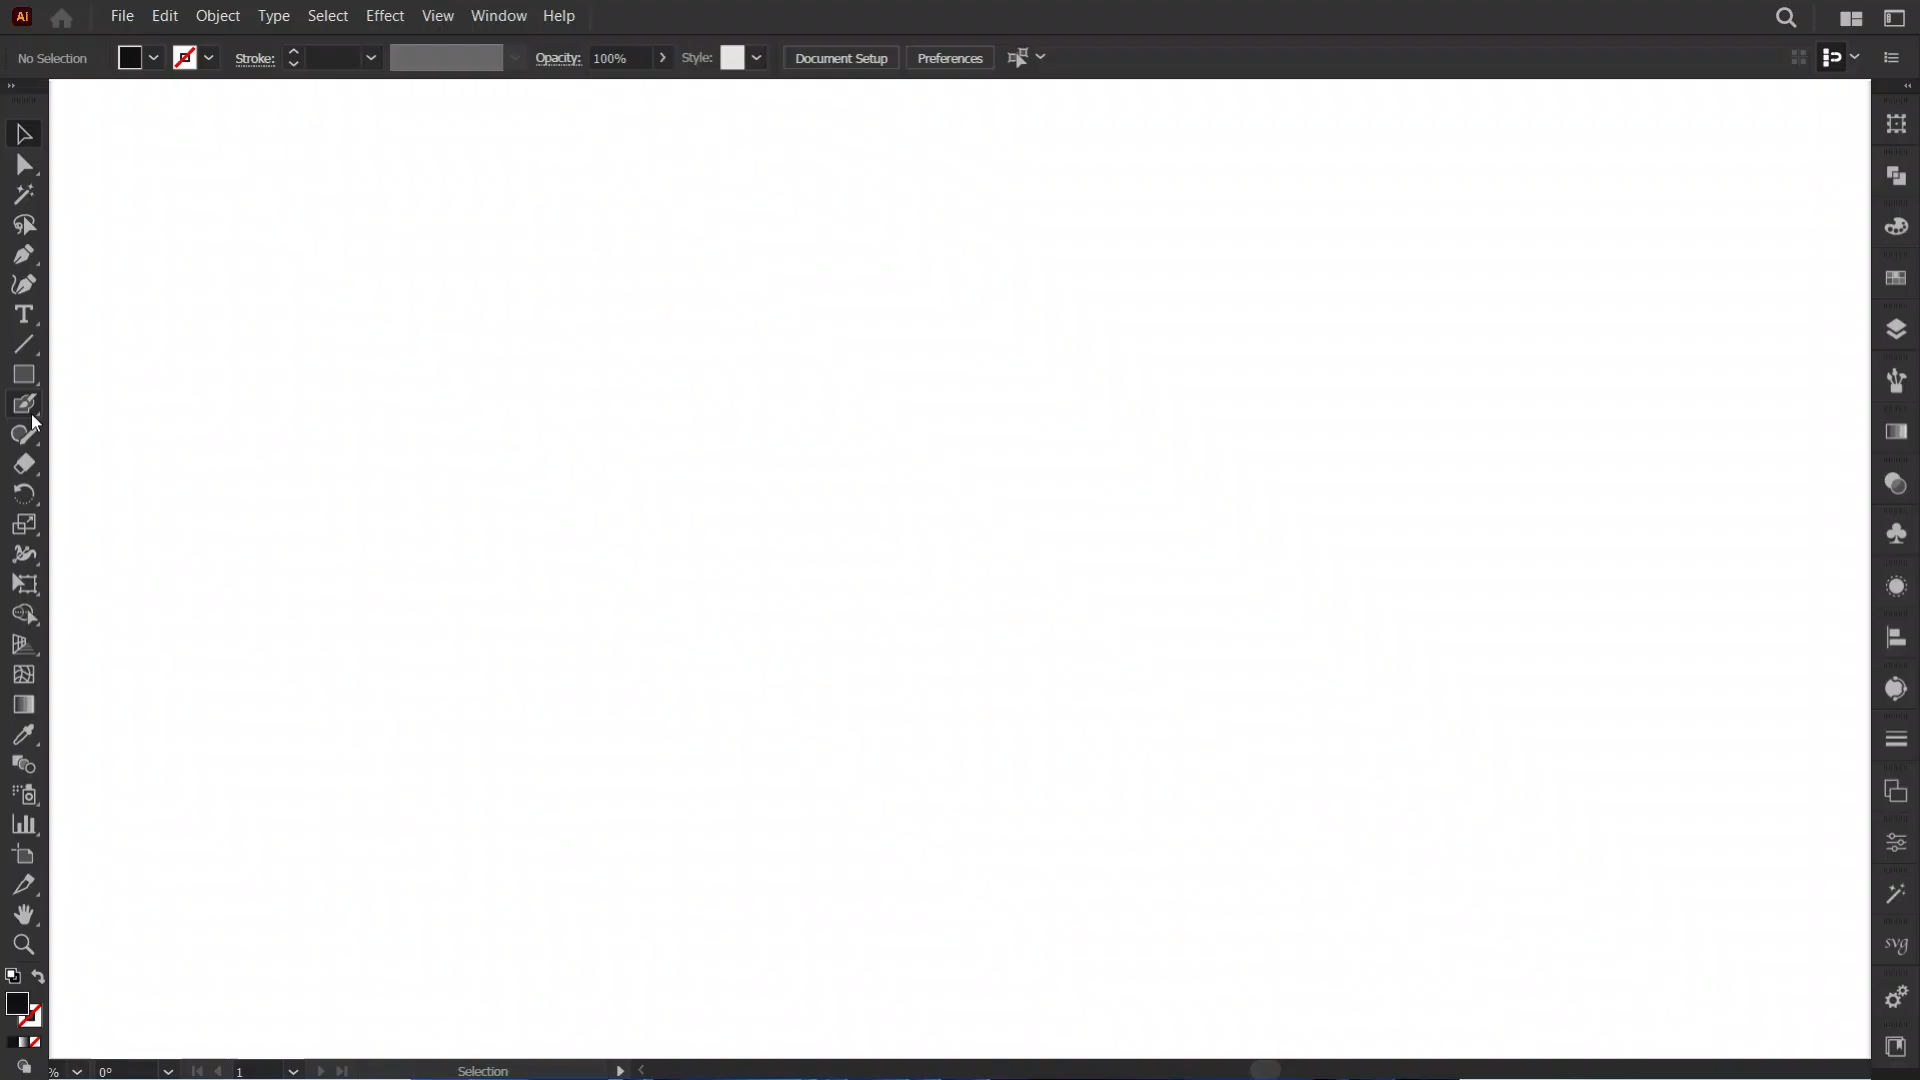 Ai File Edit Object Type Select Effect View Window Help
No Selection Stroke: Opacity: 100% Style: Document Setup Preferences
T
svg
% 0° 1 Selection